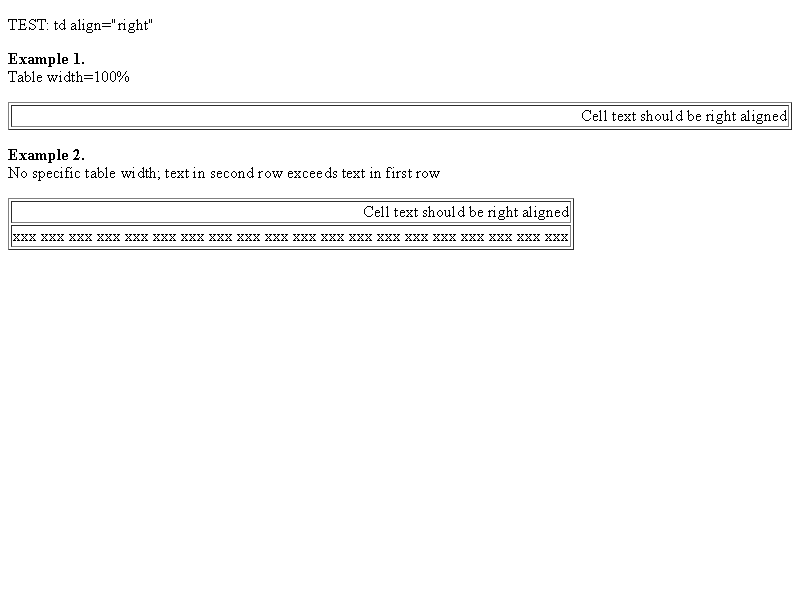 TEST: td align="right"
Example 1.
Table width=100%
Cell text should be right aligned
Example 2.
No specific table width; text in second row exceeds text in first row
Cell text should be right aligned
xxx xxx xxx xxx xxx xxx xxx xxx xxx xxx xxx xxx xxx xxx xxx xxx xxx xxx xxx xxx